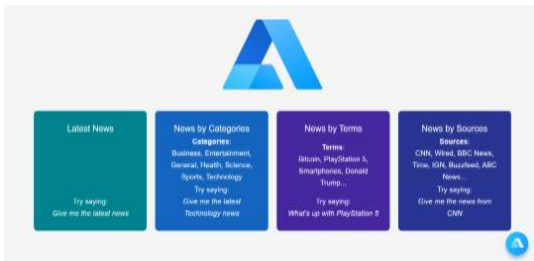 Latest News
Try saying:
Give me the latest news
News by Categories
Categories:
Business, Entertainment,
General, Health, Science,
Sports, Technology
Try saying:
Give me the latest
Technology news
News by Terms
Terms:
Bitcoin, PlayStation 5,
Smartphones, Donald
Trump...
Try saying:
What's up with PlayStation 5
News by Sources
Sources:
CNN, Wired, BBC News,
Time, IGN, Buzzfeed, ABC
News...
Try saying:
Give me the news from
CNN